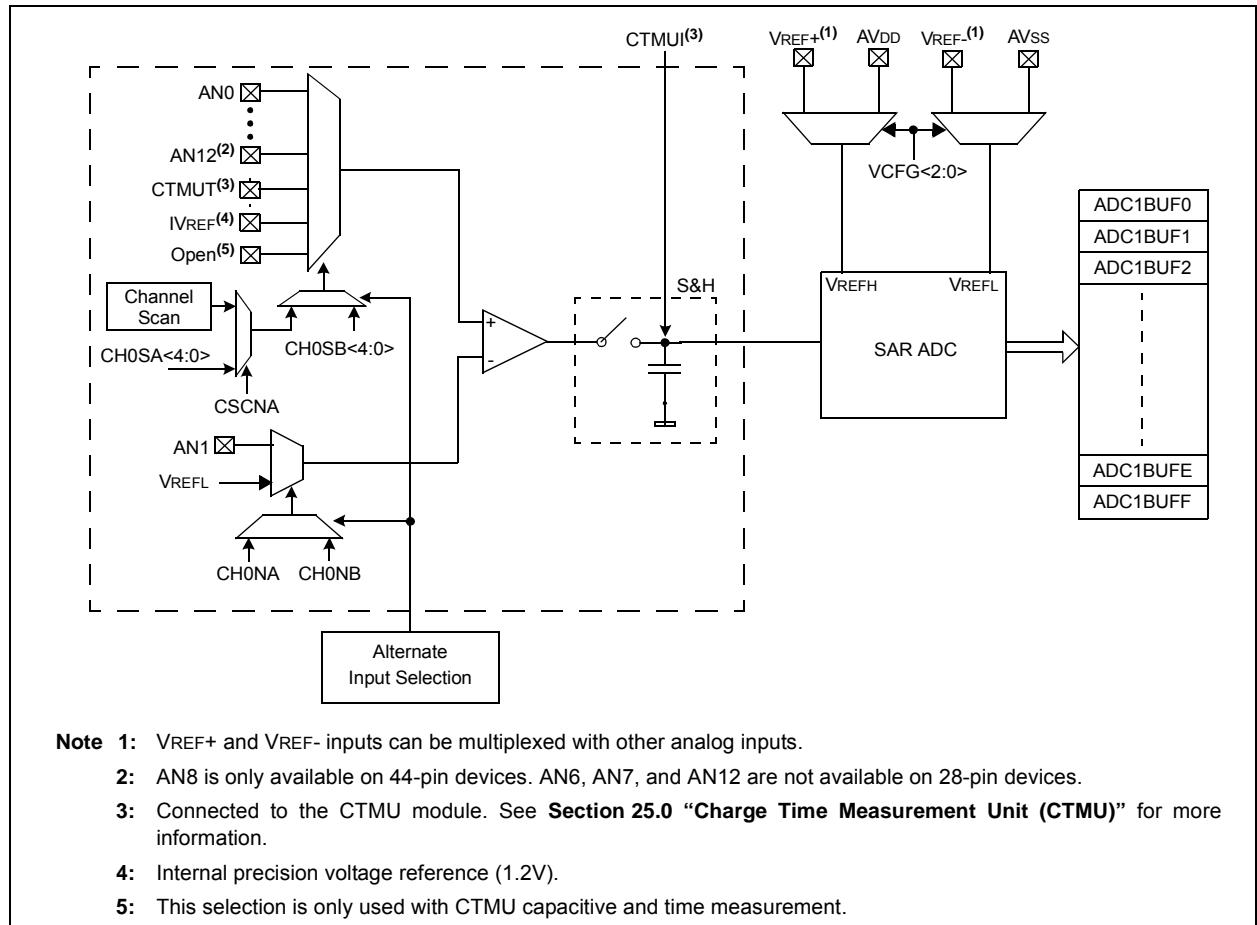 CTMUI(3)
VREF+(1) AVDD VREF-(1) AVSS
AN0
AN12(2)
CTMUT(3)
IVREF(4)
Open(5)
VCFG<2:0>
ADC1BUF0
ADC1BUF1
ADC1BUF2
S&H
VREFH VREFL
Channel
Scan
+
-
SAR ADC
CH0SA<4:0>
CH0SB<4:0>
CSCNA
AN1
VREFL
ADC1BUFE
ADC1BUFF
CH0NA CH0NB
Alternate
Input Selection
Note 1: VREF+ and VREF- inputs can be multiplexed with other analog inputs.
2: AN8 is only available on 44-pin devices. AN6, AN7, and AN12 are not available on 28-pin devices.
3: Connected to the CTMU module. See Section 25.0 “Charge Time Measurement Unit (CTMU)” for more
information.
4: Internal precision voltage reference (1.2V).
5: This selection is only used with CTMU capacitive and time measurement.